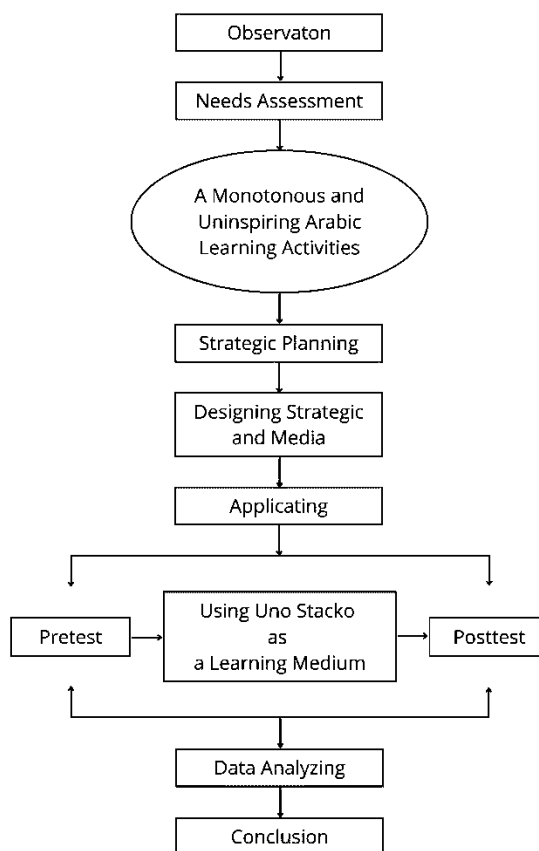 Observaton
Needs Assessment
A Monotonous and
Uninspiring Arabic
Learning Activities
Strategic Planning
Designing Strategic
and Media
Applicating
Pretest
Using Uno Stacko
as
a Learning Medium
Posttest
Data Analyzing
Conclusion